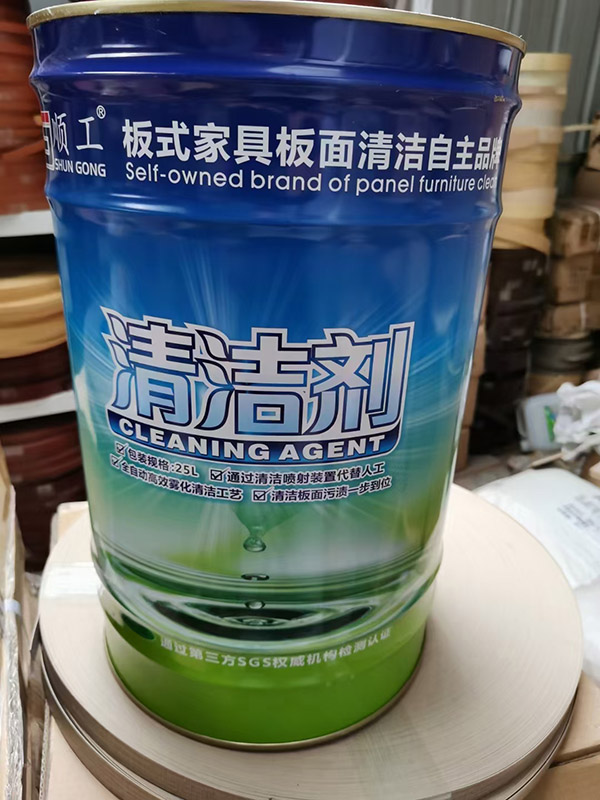 顺工®
SHUN GONG
板式家具板面清洁自主品牌
Self-owned brand of panel furniture clea
清洁剂
CLEANING AGENT
包装规格:25L 通过清洁喷射装置代替人工
全自动高效雾化清洁工艺 清洁板面污渍一步到位
通过第三方SGS权威机构检测认证